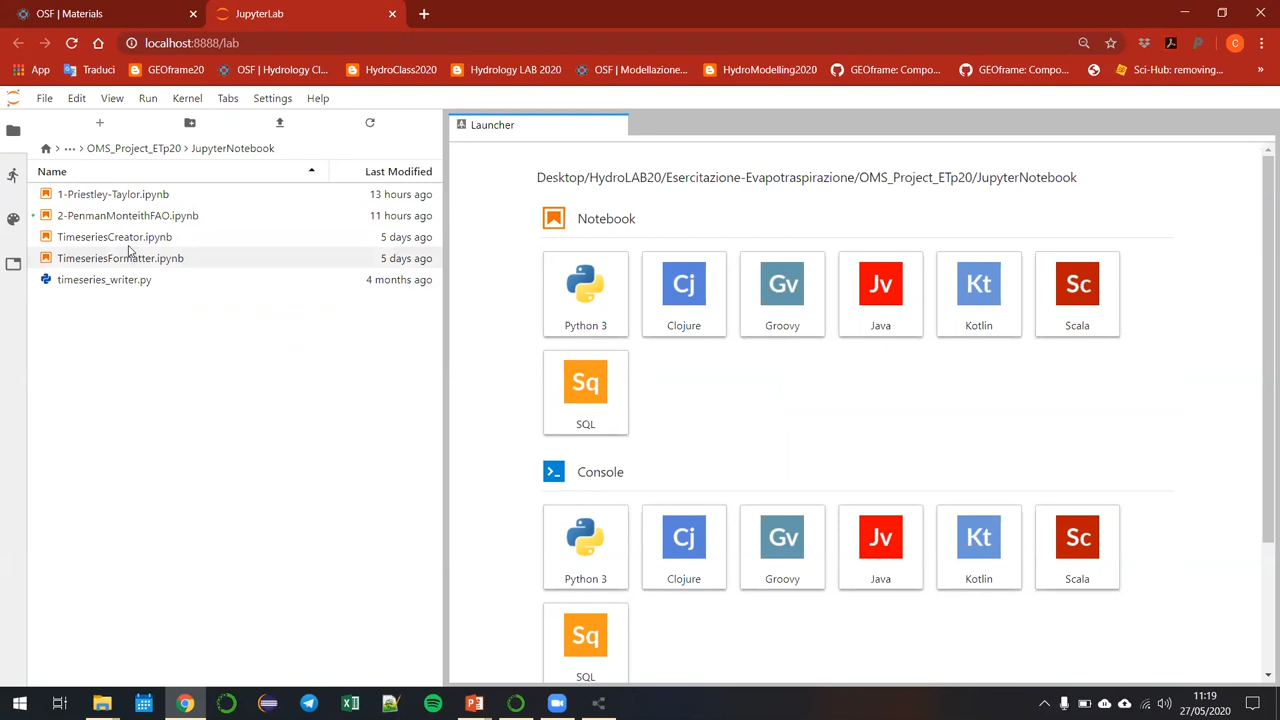 OSF | Materials
JupyterLab
localhost:8888/lab
App
Traduci
GEOframe20
OSF | Hydrology Cl...
HydroClass2020
Hydrology LAB 2020
OSF | Modellazione...
HydroModelling2020
GEOframe: Compo...
GEOframe: Compo...
Sci-Hub: removing...
»
File Edit View Run Kernel Tabs Settings Help
Launcher
... > OMS_Project_ETp20 > JupyterNotebook
Name Last Modified
1-Priestley-Taylor.ipynb 13 hours ago
2-PenmanMonteithFAO.ipynb 11 hours ago
TimeseriesCreator.ipynb 5 days ago
TimeseriesFormatter.ipynb 5 days ago
timeseries_writer.py 4 months ago
Desktop/HydroLAB20/Esercitazione-Evapotraspirazione/OMS_Project_ETp20/JupyterNotebook
Notebook
Cj Gv Jv Kt Sc
Python 3 Clojure Groovy Java Kotlin Scala
Sq
SQL
>_ Console
Cj Gv Jv Kt Sc
Python 3 Clojure Groovy Java Kotlin Scala
Sq
SQL
11:19
27/05/2020